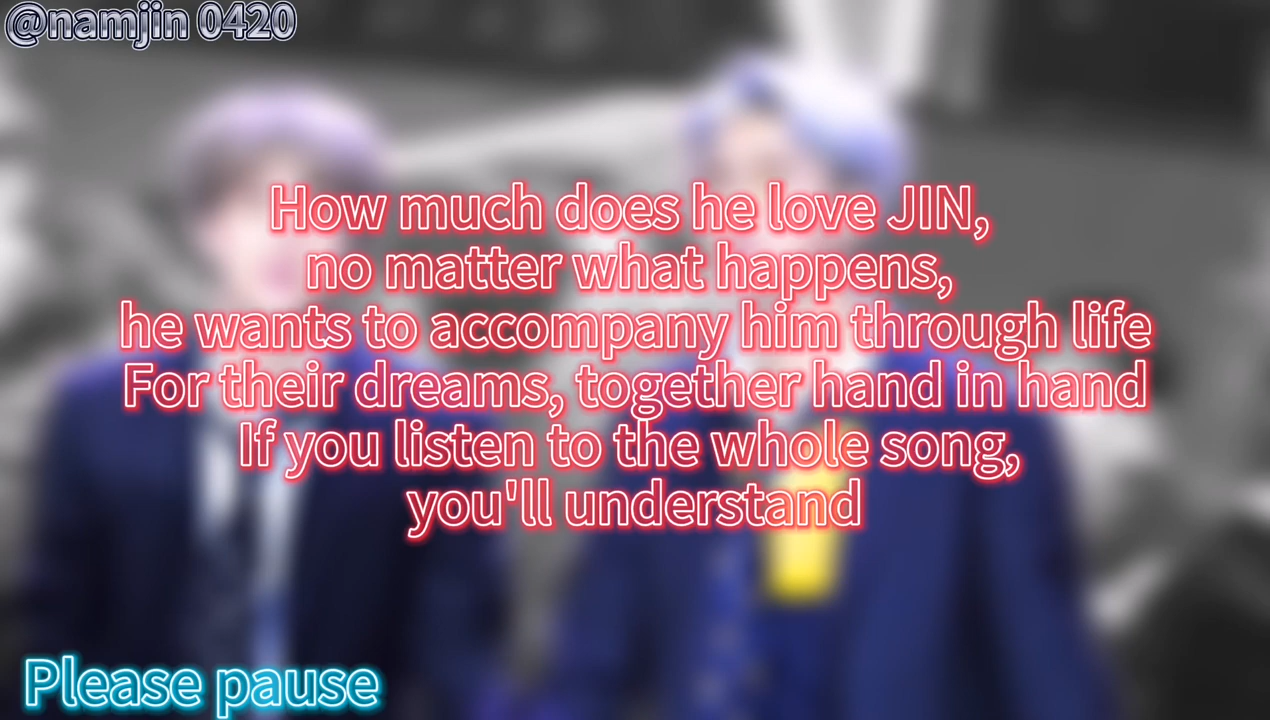 @namjin 0420
How much does he love JIN,
no matter what happens,
he wants to accompany him through life
For their dreams, together hand in hand
If you listen to the whole song,
you'll understand
Please pause